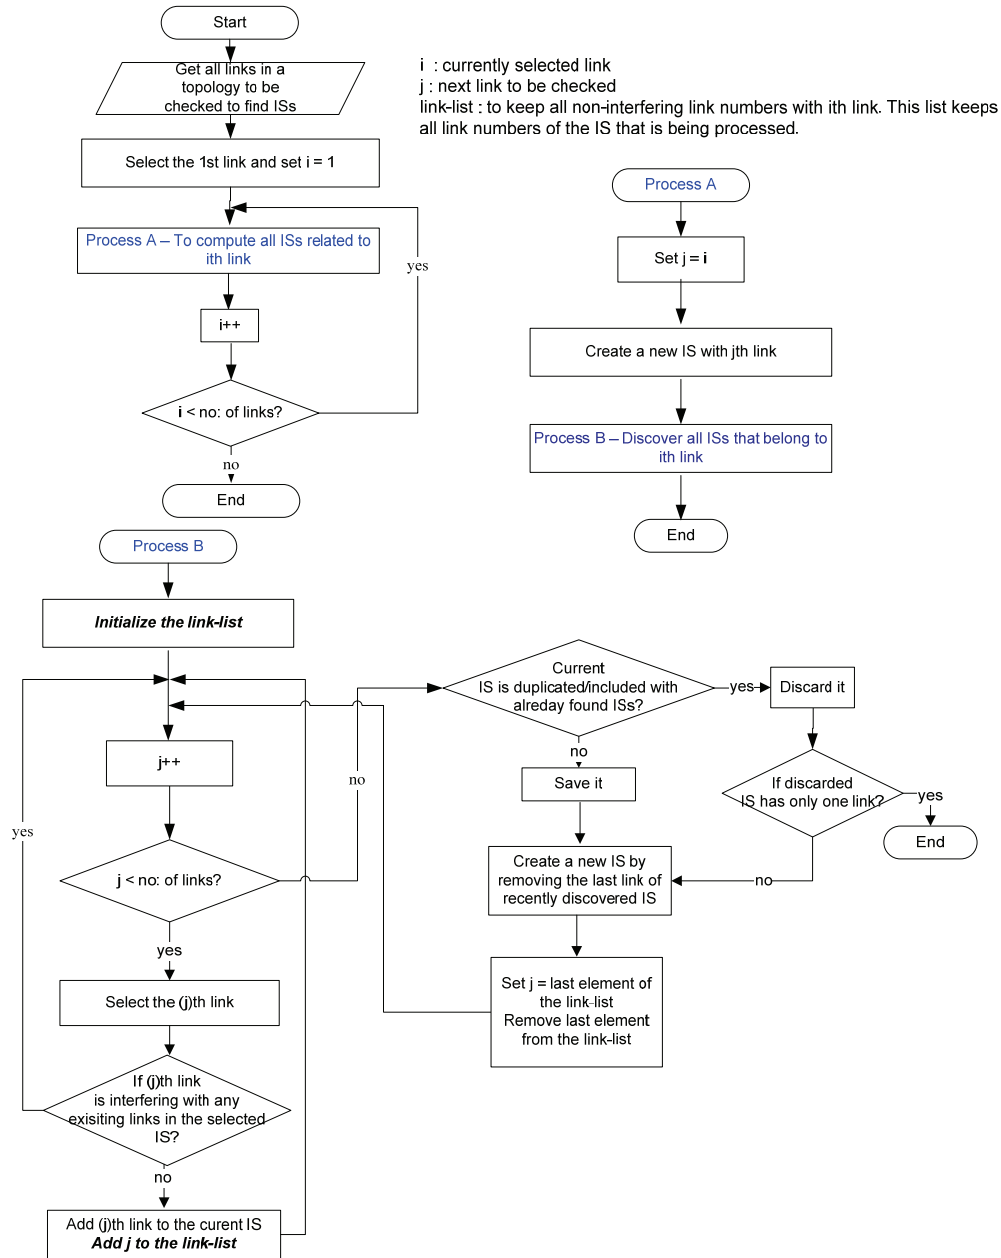 Start
Get all links in a
topology to be
checked to find ISs
Select the 1st link and set i = 1
Process A – To compute all ISs related to
ith link
yes
i++
i < no: of links?
no
End
i : currently selected link
j : next link to be checked
link-list : to keep all non-interfering link numbers with ith link. This list keeps
all link numbers of the IS that is being processed.
Process A
Set j = i
Create a new IS with jth link
Process B – Discover all ISs that belong to
ith link
End
Process B
Initialize the link-list
j++
yes
j < no: of links?
no
yes
Select the (j)th link
If (j)th link
is interfering with any
exisiting links in the selected
IS?
no
Add (j)th link to the curent IS
Add j to the link-list
Current
IS is duplicated/included with
alreday found ISs?
yes
Discard it
no
Save it
If discarded
IS has only one link?
yes
End
no
Create a new IS by
removing the last link of
recently discovered IS
Set j = last element of
the link-list
Remove last element
from the link-list